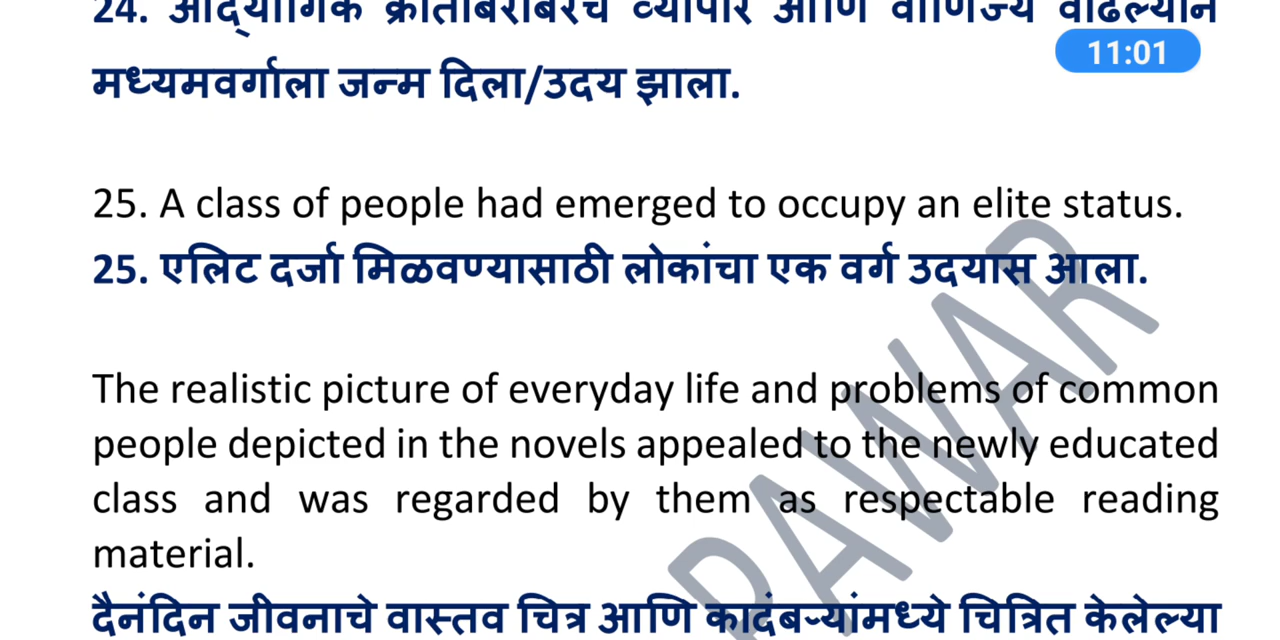 24. औद्योगिक क्रांतीबरोबरच व्यापार आणि वाणिज्य वाढल्याने
11:01
मध्यमवर्गाला जन्म दिला/उदय झाला.
25. A class of people had emerged to occupy an elite status.
25. एलिट दर्जा मिळवण्यासाठी लोकांचा एक वर्ग उदयास आला.
The realistic picture of everyday life and problems of common
people depicted in the novels appealed to the newly educated
class and was regarded by them as respectable reading
material.
दैनंदिन जीवनाचे वास्तव चित्र आणि कादंबऱ्यांमध्ये चित्रित केलेल्या
PAWAR